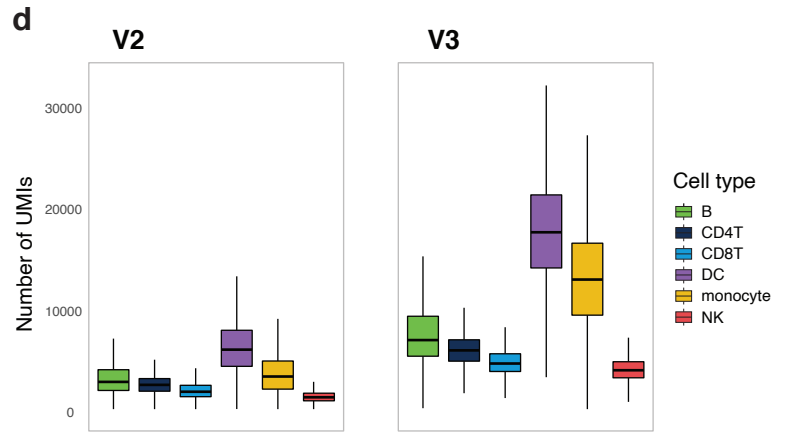 d
V2
V3
Number of UMIs
30000
20000
10000
0
Cell type
B
CD4T
CD8T
DC
monocyte
NK